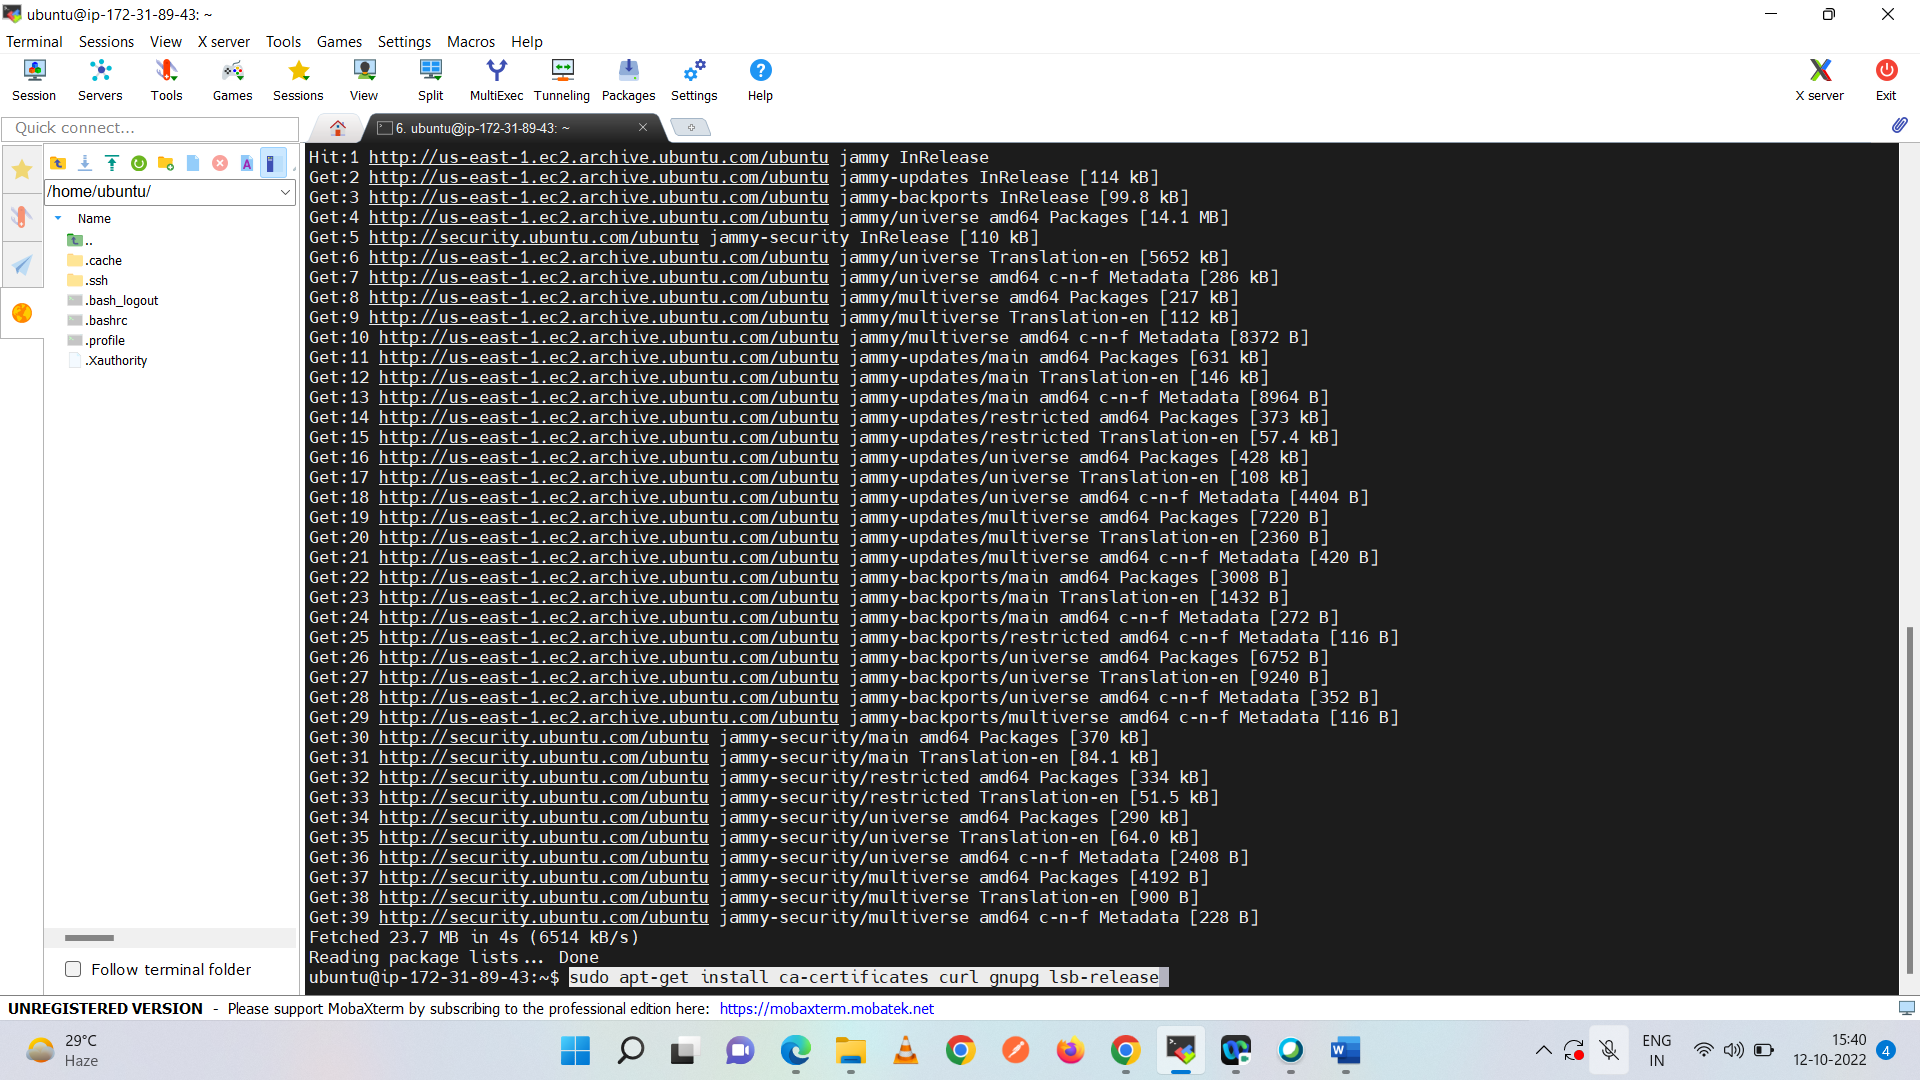 ubuntu@ip-172-31-89-43: ~
Terminal Sessions View X server Tools Games Settings Macros Help
Session Servers Tools Games Sessions View Split MultiExec Tunneling Packages Settings Help X server Exit
Quick connect...
6. ubuntu@ip-172-31-89-43: ~
/home/ubuntu/
Name
..
.cache
.ssh
.bash_logout
.bashrc
.profile
.Xauthority
Follow terminal folder
Hit:1 http://us-east-1.ec2.archive.ubuntu.com/ubuntu jammy InRelease
Get:2 http://us-east-1.ec2.archive.ubuntu.com/ubuntu jammy-updates InRelease [114 kB]
Get:3 http://us-east-1.ec2.archive.ubuntu.com/ubuntu jammy-backports InRelease [99.8 kB]
Get:4 http://us-east-1.ec2.archive.ubuntu.com/ubuntu jammy/universe amd64 Packages [14.1 MB]
Get:5 http://security.ubuntu.com/ubuntu jammy-security InRelease [110 kB]
Get:6 http://us-east-1.ec2.archive.ubuntu.com/ubuntu jammy/universe Translation-en [5652 kB]
Get:7 http://us-east-1.ec2.archive.ubuntu.com/ubuntu jammy/universe amd64 c-n-f Metadata [286 kB]
Get:8 http://us-east-1.ec2.archive.ubuntu.com/ubuntu jammy/multiverse amd64 Packages [217 kB]
Get:9 http://us-east-1.ec2.archive.ubuntu.com/ubuntu jammy/multiverse Translation-en [112 kB]
Get:10 http://us-east-1.ec2.archive.ubuntu.com/ubuntu jammy/multiverse amd64 c-n-f Metadata [8372 B]
Get:11 http://us-east-1.ec2.archive.ubuntu.com/ubuntu jammy-updates/main amd64 Packages [631 kB]
Get:12 http://us-east-1.ec2.archive.ubuntu.com/ubuntu jammy-updates/main Translation-en [146 kB]
Get:13 http://us-east-1.ec2.archive.ubuntu.com/ubuntu jammy-updates/main amd64 c-n-f Metadata [8964 B]
Get:14 http://us-east-1.ec2.archive.ubuntu.com/ubuntu jammy-updates/restricted amd64 Packages [373 kB]
Get:15 http://us-east-1.ec2.archive.ubuntu.com/ubuntu jammy-updates/restricted Translation-en [57.4 kB]
Get:16 http://us-east-1.ec2.archive.ubuntu.com/ubuntu jammy-updates/universe amd64 Packages [428 kB]
Get:17 http://us-east-1.ec2.archive.ubuntu.com/ubuntu jammy-updates/universe Translation-en [108 kB]
Get:18 http://us-east-1.ec2.archive.ubuntu.com/ubuntu jammy-updates/universe amd64 c-n-f Metadata [4404 B]
Get:19 http://us-east-1.ec2.archive.ubuntu.com/ubuntu jammy-updates/multiverse amd64 Packages [7220 B]
Get:20 http://us-east-1.ec2.archive.ubuntu.com/ubuntu jammy-updates/multiverse Translation-en [2360 B]
Get:21 http://us-east-1.ec2.archive.ubuntu.com/ubuntu jammy-updates/multiverse amd64 c-n-f Metadata [420 B]
Get:22 http://us-east-1.ec2.archive.ubuntu.com/ubuntu jammy-backports/main amd64 Packages [3008 B]
Get:23 http://us-east-1.ec2.archive.ubuntu.com/ubuntu jammy-backports/main Translation-en [1432 B]
Get:24 http://us-east-1.ec2.archive.ubuntu.com/ubuntu jammy-backports/main amd64 c-n-f Metadata [272 B]
Get:25 http://us-east-1.ec2.archive.ubuntu.com/ubuntu jammy-backports/restricted amd64 c-n-f Metadata [116 B]
Get:26 http://us-east-1.ec2.archive.ubuntu.com/ubuntu jammy-backports/universe amd64 Packages [6752 B]
Get:27 http://us-east-1.ec2.archive.ubuntu.com/ubuntu jammy-backports/universe Translation-en [9240 B]
Get:28 http://us-east-1.ec2.archive.ubuntu.com/ubuntu jammy-backports/universe amd64 c-n-f Metadata [352 B]
Get:29 http://us-east-1.ec2.archive.ubuntu.com/ubuntu jammy-backports/multiverse amd64 c-n-f Metadata [116 B]
Get:30 http://security.ubuntu.com/ubuntu jammy-security/main amd64 Packages [370 kB]
Get:31 http://security.ubuntu.com/ubuntu jammy-security/main Translation-en [84.1 kB]
Get:32 http://security.ubuntu.com/ubuntu jammy-security/restricted amd64 Packages [334 kB]
Get:33 http://security.ubuntu.com/ubuntu jammy-security/restricted Translation-en [51.5 kB]
Get:34 http://security.ubuntu.com/ubuntu jammy-security/universe amd64 Packages [290 kB]
Get:35 http://security.ubuntu.com/ubuntu jammy-security/universe Translation-en [64.0 kB]
Get:36 http://security.ubuntu.com/ubuntu jammy-security/universe amd64 c-n-f Metadata [2408 B]
Get:37 http://security.ubuntu.com/ubuntu jammy-security/multiverse amd64 Packages [4192 B]
Get:38 http://security.ubuntu.com/ubuntu jammy-security/multiverse Translation-en [900 B]
Get:39 http://security.ubuntu.com/ubuntu jammy-security/multiverse amd64 c-n-f Metadata [228 B]
Fetched 23.7 MB in 4s (6514 kB/s)
Reading package lists... Done
ubuntu@ip-172-31-89-43:~$ sudo apt-get install ca-certificates curl gnupg lsb-release
UNREGISTERED VERSION - Please support MobaXterm by subscribing to the professional edition here: https://mobaxterm.mobatek.net
29°C
Haze
ENG
IN
15:40
12-10-2022
4